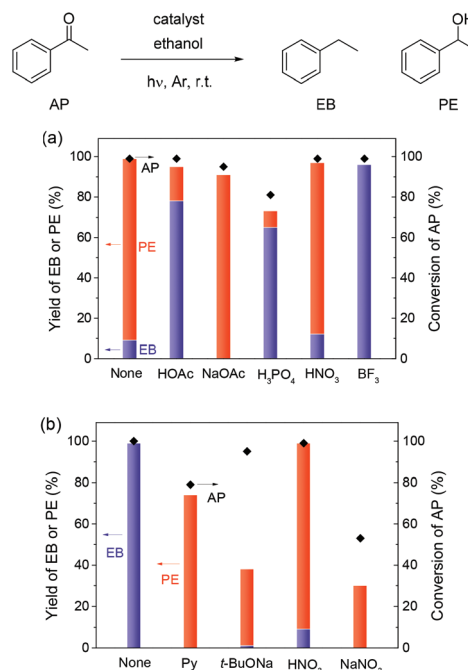 catalyst
ethanol
hν, Ar, r.t.
O
OH
AP
EB
PE
(a)
Yield of EB or PE (%)
Conversion of AP (%)
100
80
60
40
20
0
100
80
60
40
20
0
AP
PE
EB
None HOAc NaOAc H₃PO₄ HNO₃ BF₃
(b)
Yield of EB or PE (%)
Conversion of AP (%)
100
80
60
40
20
0
100
80
60
40
20
0
EB
PE
AP
None Py t-BuONa HNO₃